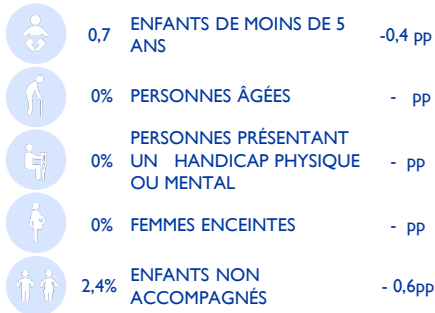 0,7 ENFANTS DE MOINS DE 5 ANS -0,4 pp
0% PERSONNES ÂGÉES - pp
0% PERSONNES PRÉSENTANT UN HANDICAP PHYSIQUE OU MENTAL - pp
0% FEMMES ENCEINTES - pp
2,4% ENFANTS NON ACCOMPAGNÉS - 0,6pp